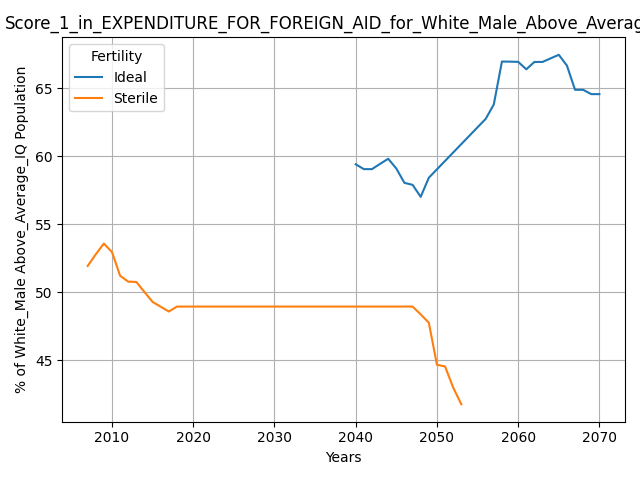 Score_1_in_EXPENDITURE_FOR_FOREIGN_AID_for_White_Male_Above_Averag
Fertility
Ideal
Sterile
% of White_Male Above_Average_IQ Population
65
60
55
50
45
2010 2020 2030 2040 2050 2060 2070
Years